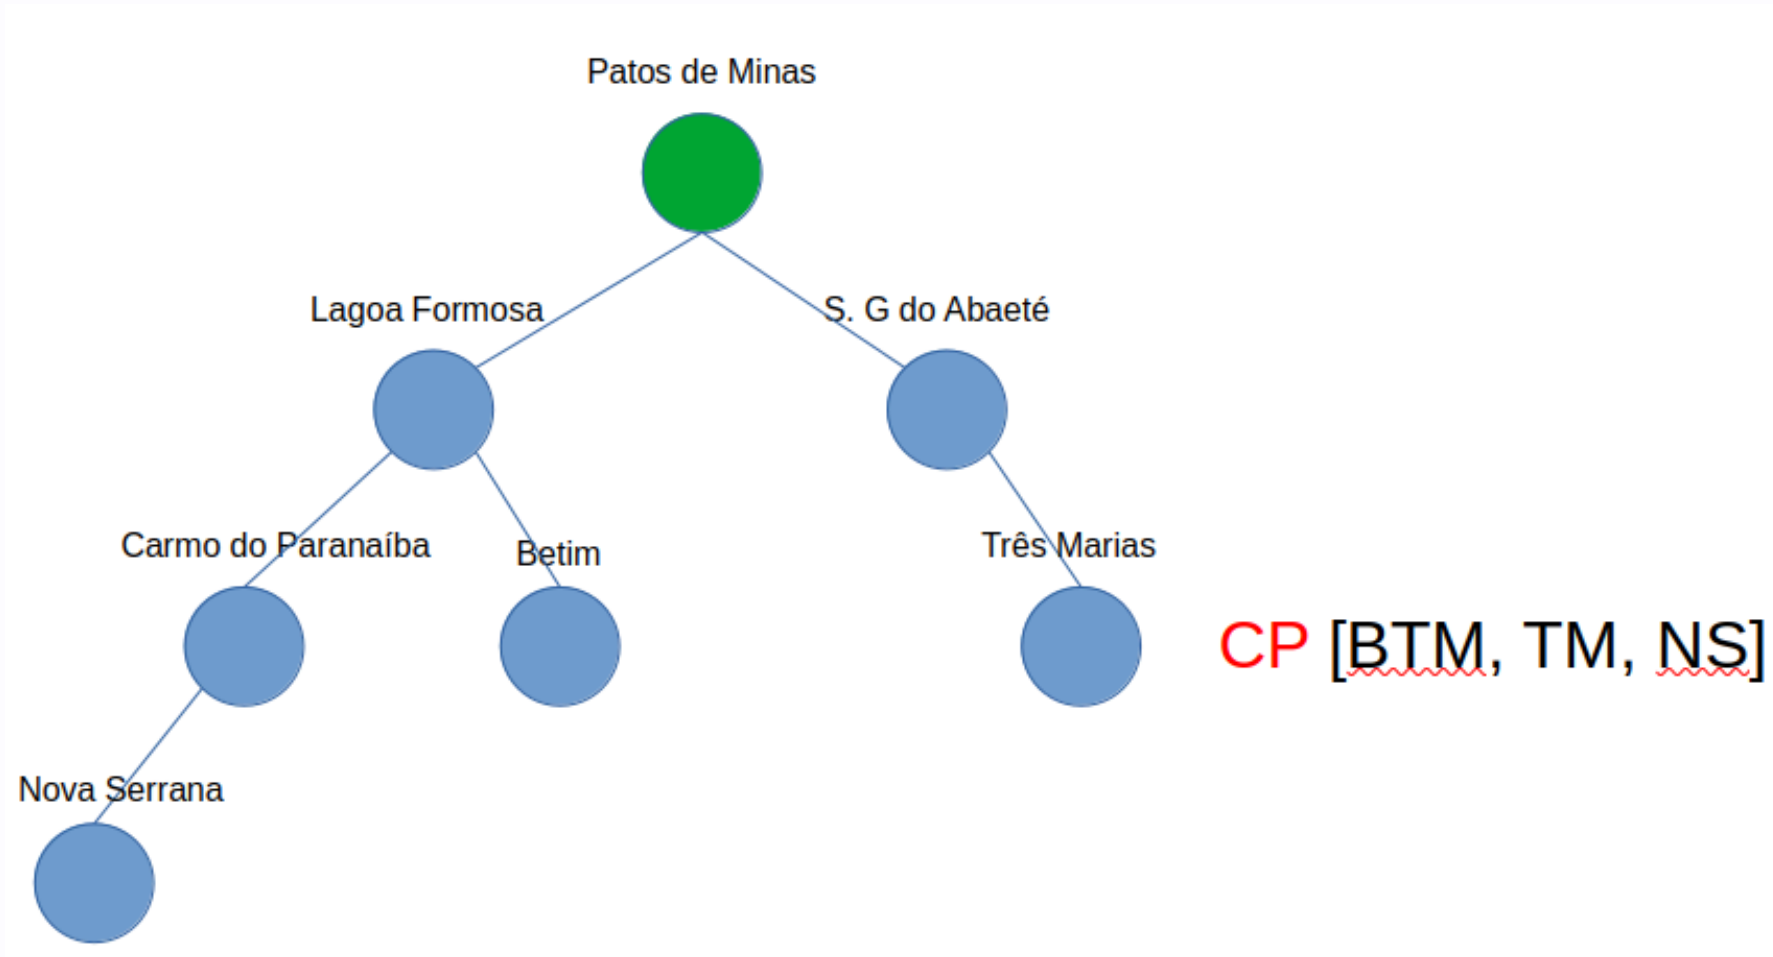 Patos de Minas
Lagoa Formosa
S. G do Abaeté
Carmo do Paranaíba
Betim
Três Marias
CP [BTM, TM, NS]
Nova Serrana